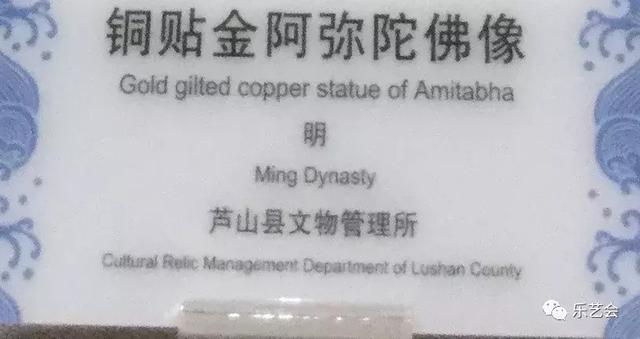 铜贴金阿弥陀佛像
Gold gilted copper statue of Amitabha
明
Ming Dynasty
芦山县文物管理所
Cultural Relic Management Department of Lushan County
乐艺会